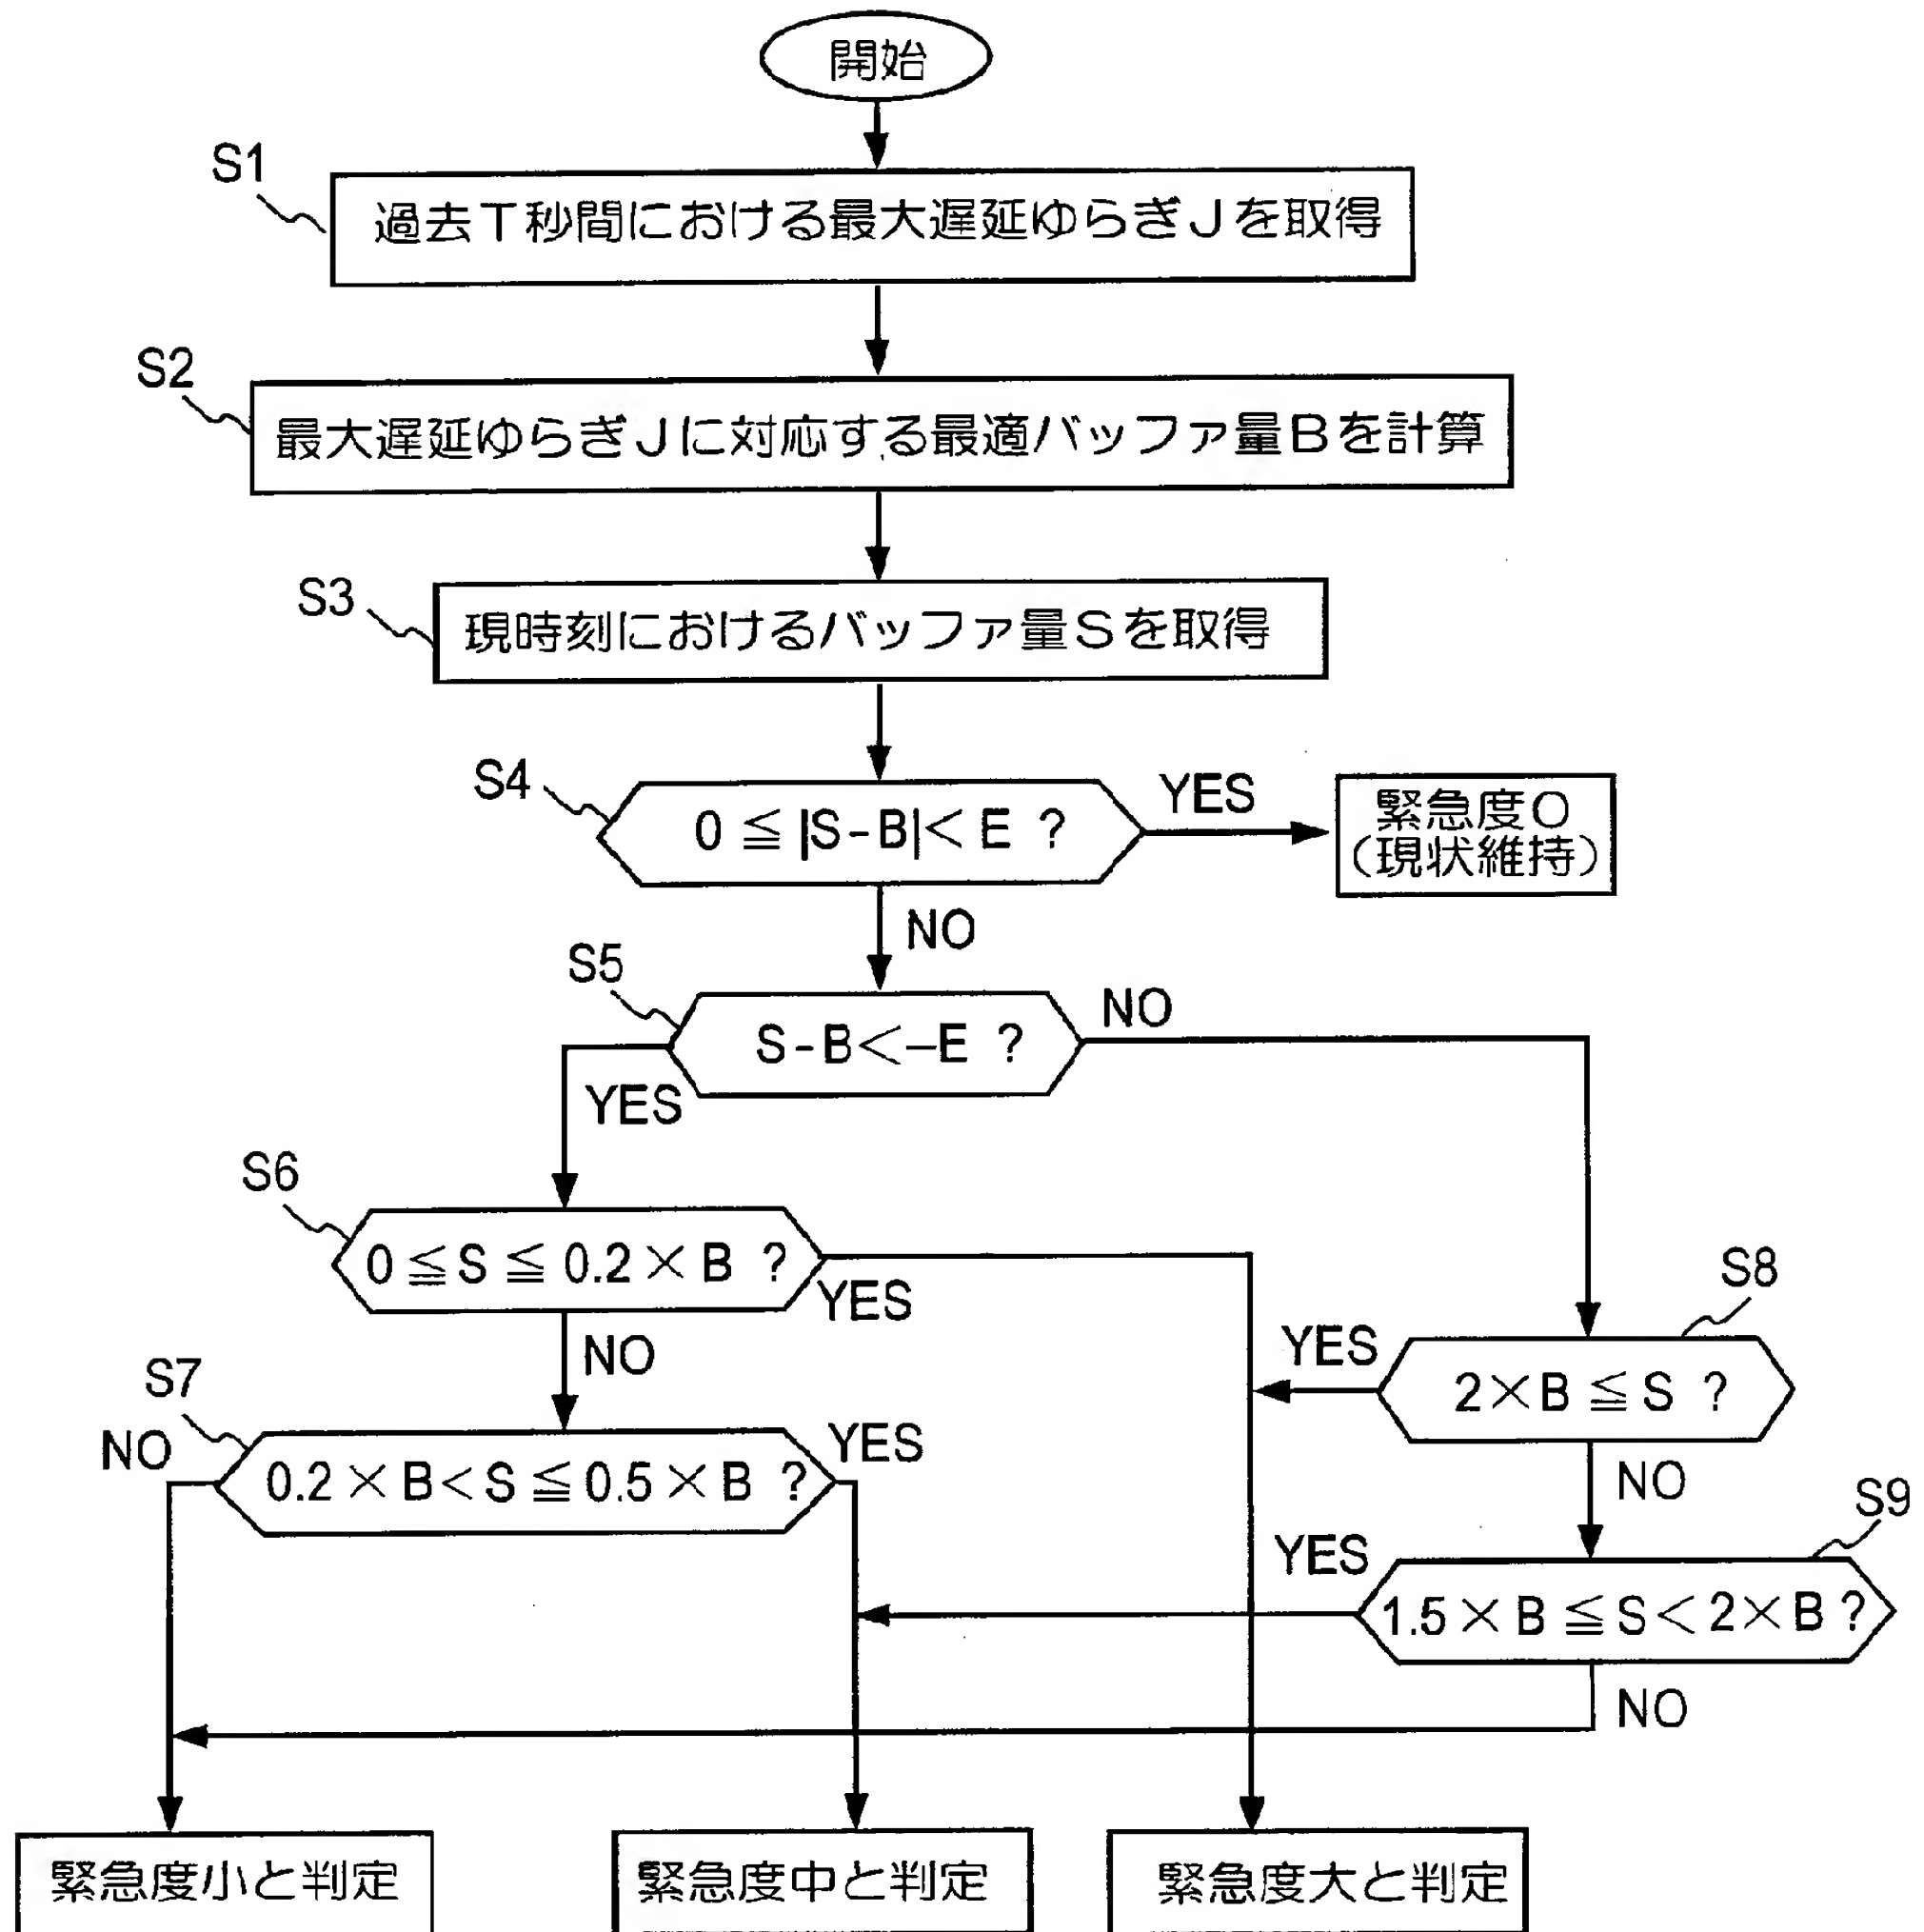 開始
S1
過去T秒間における最大遅延ゆらぎJを取得
S2
最大遅延ゆらぎJに対応する最適バッファ量Bを計算
S3
現時刻におけるバッファ量Sを取得
S4
0 ≦ |S-B|< E ?
YES
緊急度0
(現状維持)
NO
S5
S-B<−E ?
NO
YES
S6
0 ≦S ≦ 0.2 × B ?
YES
NO
S8
2×B ≦ S ?
YES
NO
S7
0.2 × B< S ≦ 0.5 × B ?
NO
YES
S9
1.5 × B ≦ S< 2×B ?
YES
NO
緊急度小と判定
緊急度中と判定
緊急度大と判定